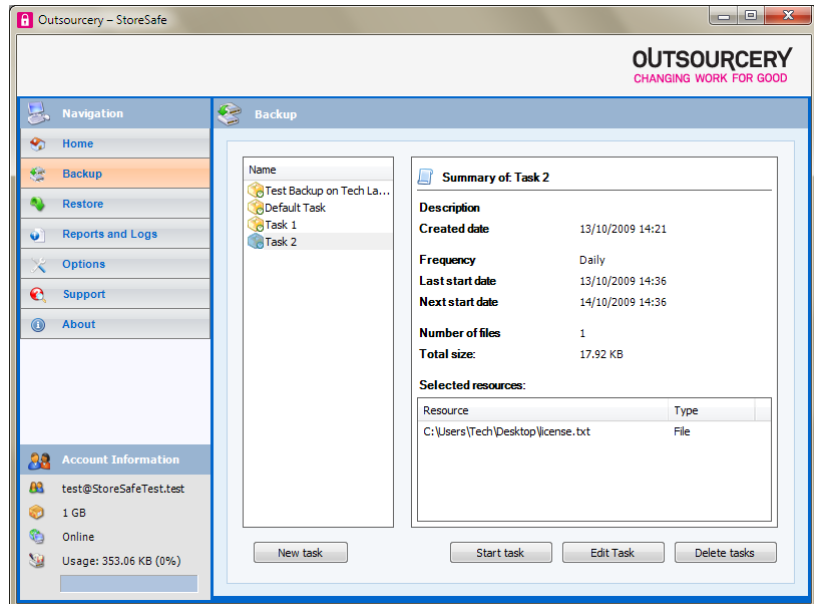 Outsourcery – StoreSafe
OUTSOURCERY
CHANGING WORK FOR GOOD
Navigation
Home
Backup
Restore
Reports and Logs
Options
Support
About
Account Information
test@StoreSafeTest.test
1 GB
Online
Usage: 353.06 KB (0%)
Backup
Name
Test Backup on Tech La...
Default Task
Task 1
Task 2
New task
Summary of: Task 2
Description
Created date 13/10/2009 14:21
Frequency Daily
Last start date 13/10/2009 14:36
Next start date 14/10/2009 14:36
Number of files 1
Total size: 17.92 KB
Selected resources:
Resource Type
C:\Users\Tech\Desktop\license.txt File
Start task Edit Task Delete tasks